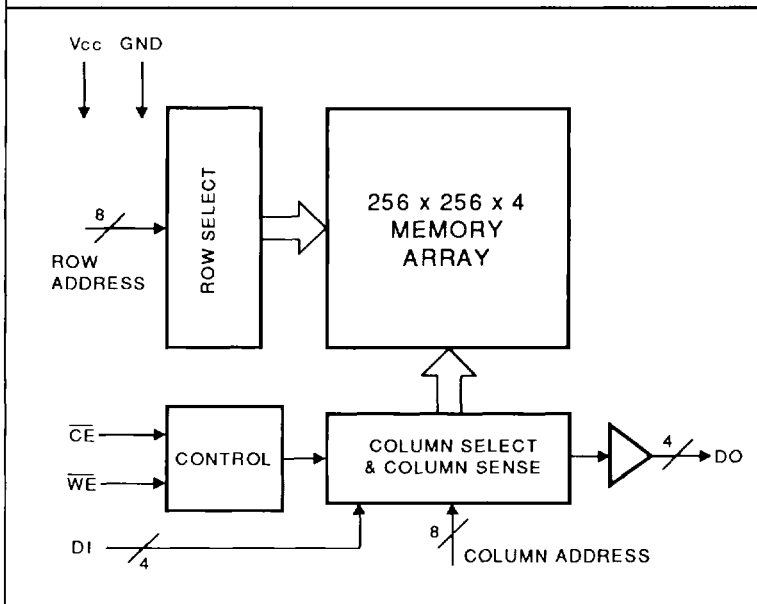 Vcc GND
8
ROW
ADDRESS
ROW SELECT
256 x 256 x 4
MEMORY
ARRAY
CE
WE
CONTROL
COLUMN SELECT
& COLUMN SENSE
4
DO
DI
4
8
COLUMN ADDRESS